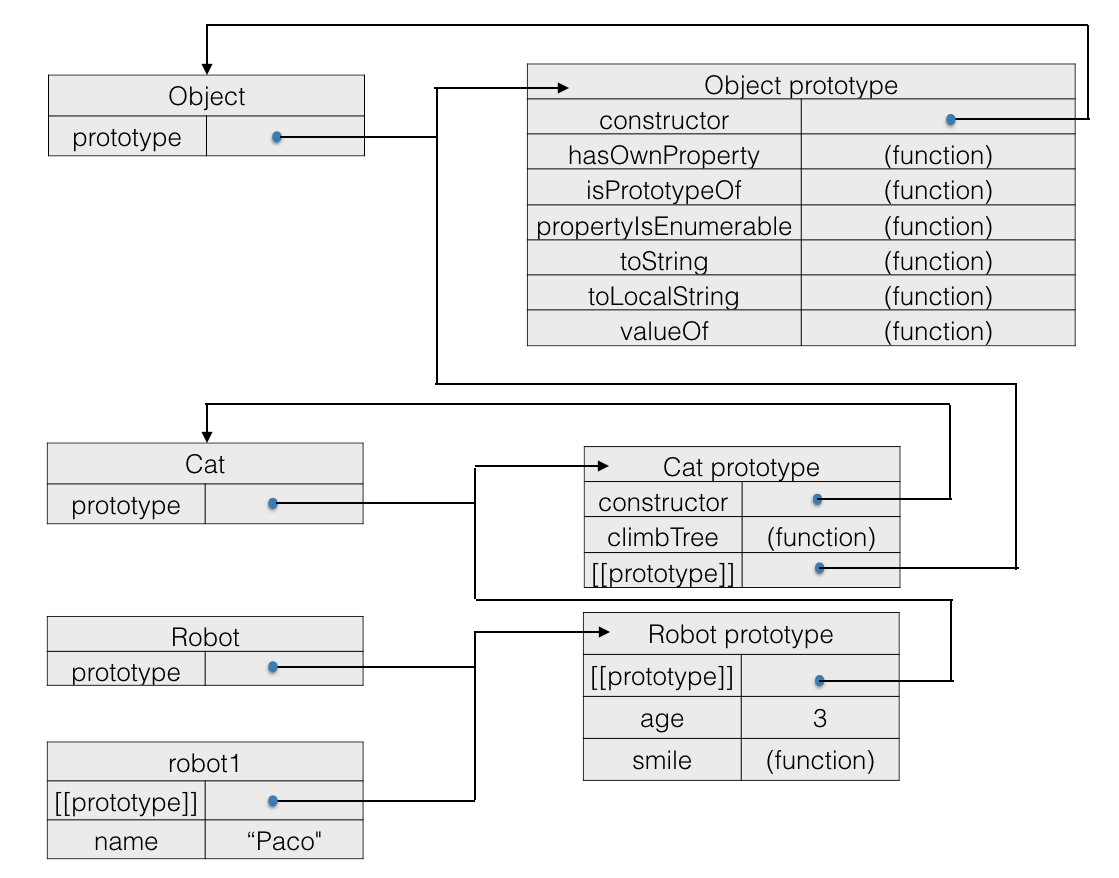 Object
prototype
Object prototype
constructor
hasOwnProperty (function)
isPrototypeOf (function)
propertyIsEnumerable (function)
toString (function)
toLocalString (function)
valueOf (function)
Cat
prototype
Cat prototype
constructor
climbTree (function)
[[prototype]]
Robot
prototype
Robot prototype
[[prototype]]
age 3
smile (function)
robot1
[[prototype]]
name “Paco"